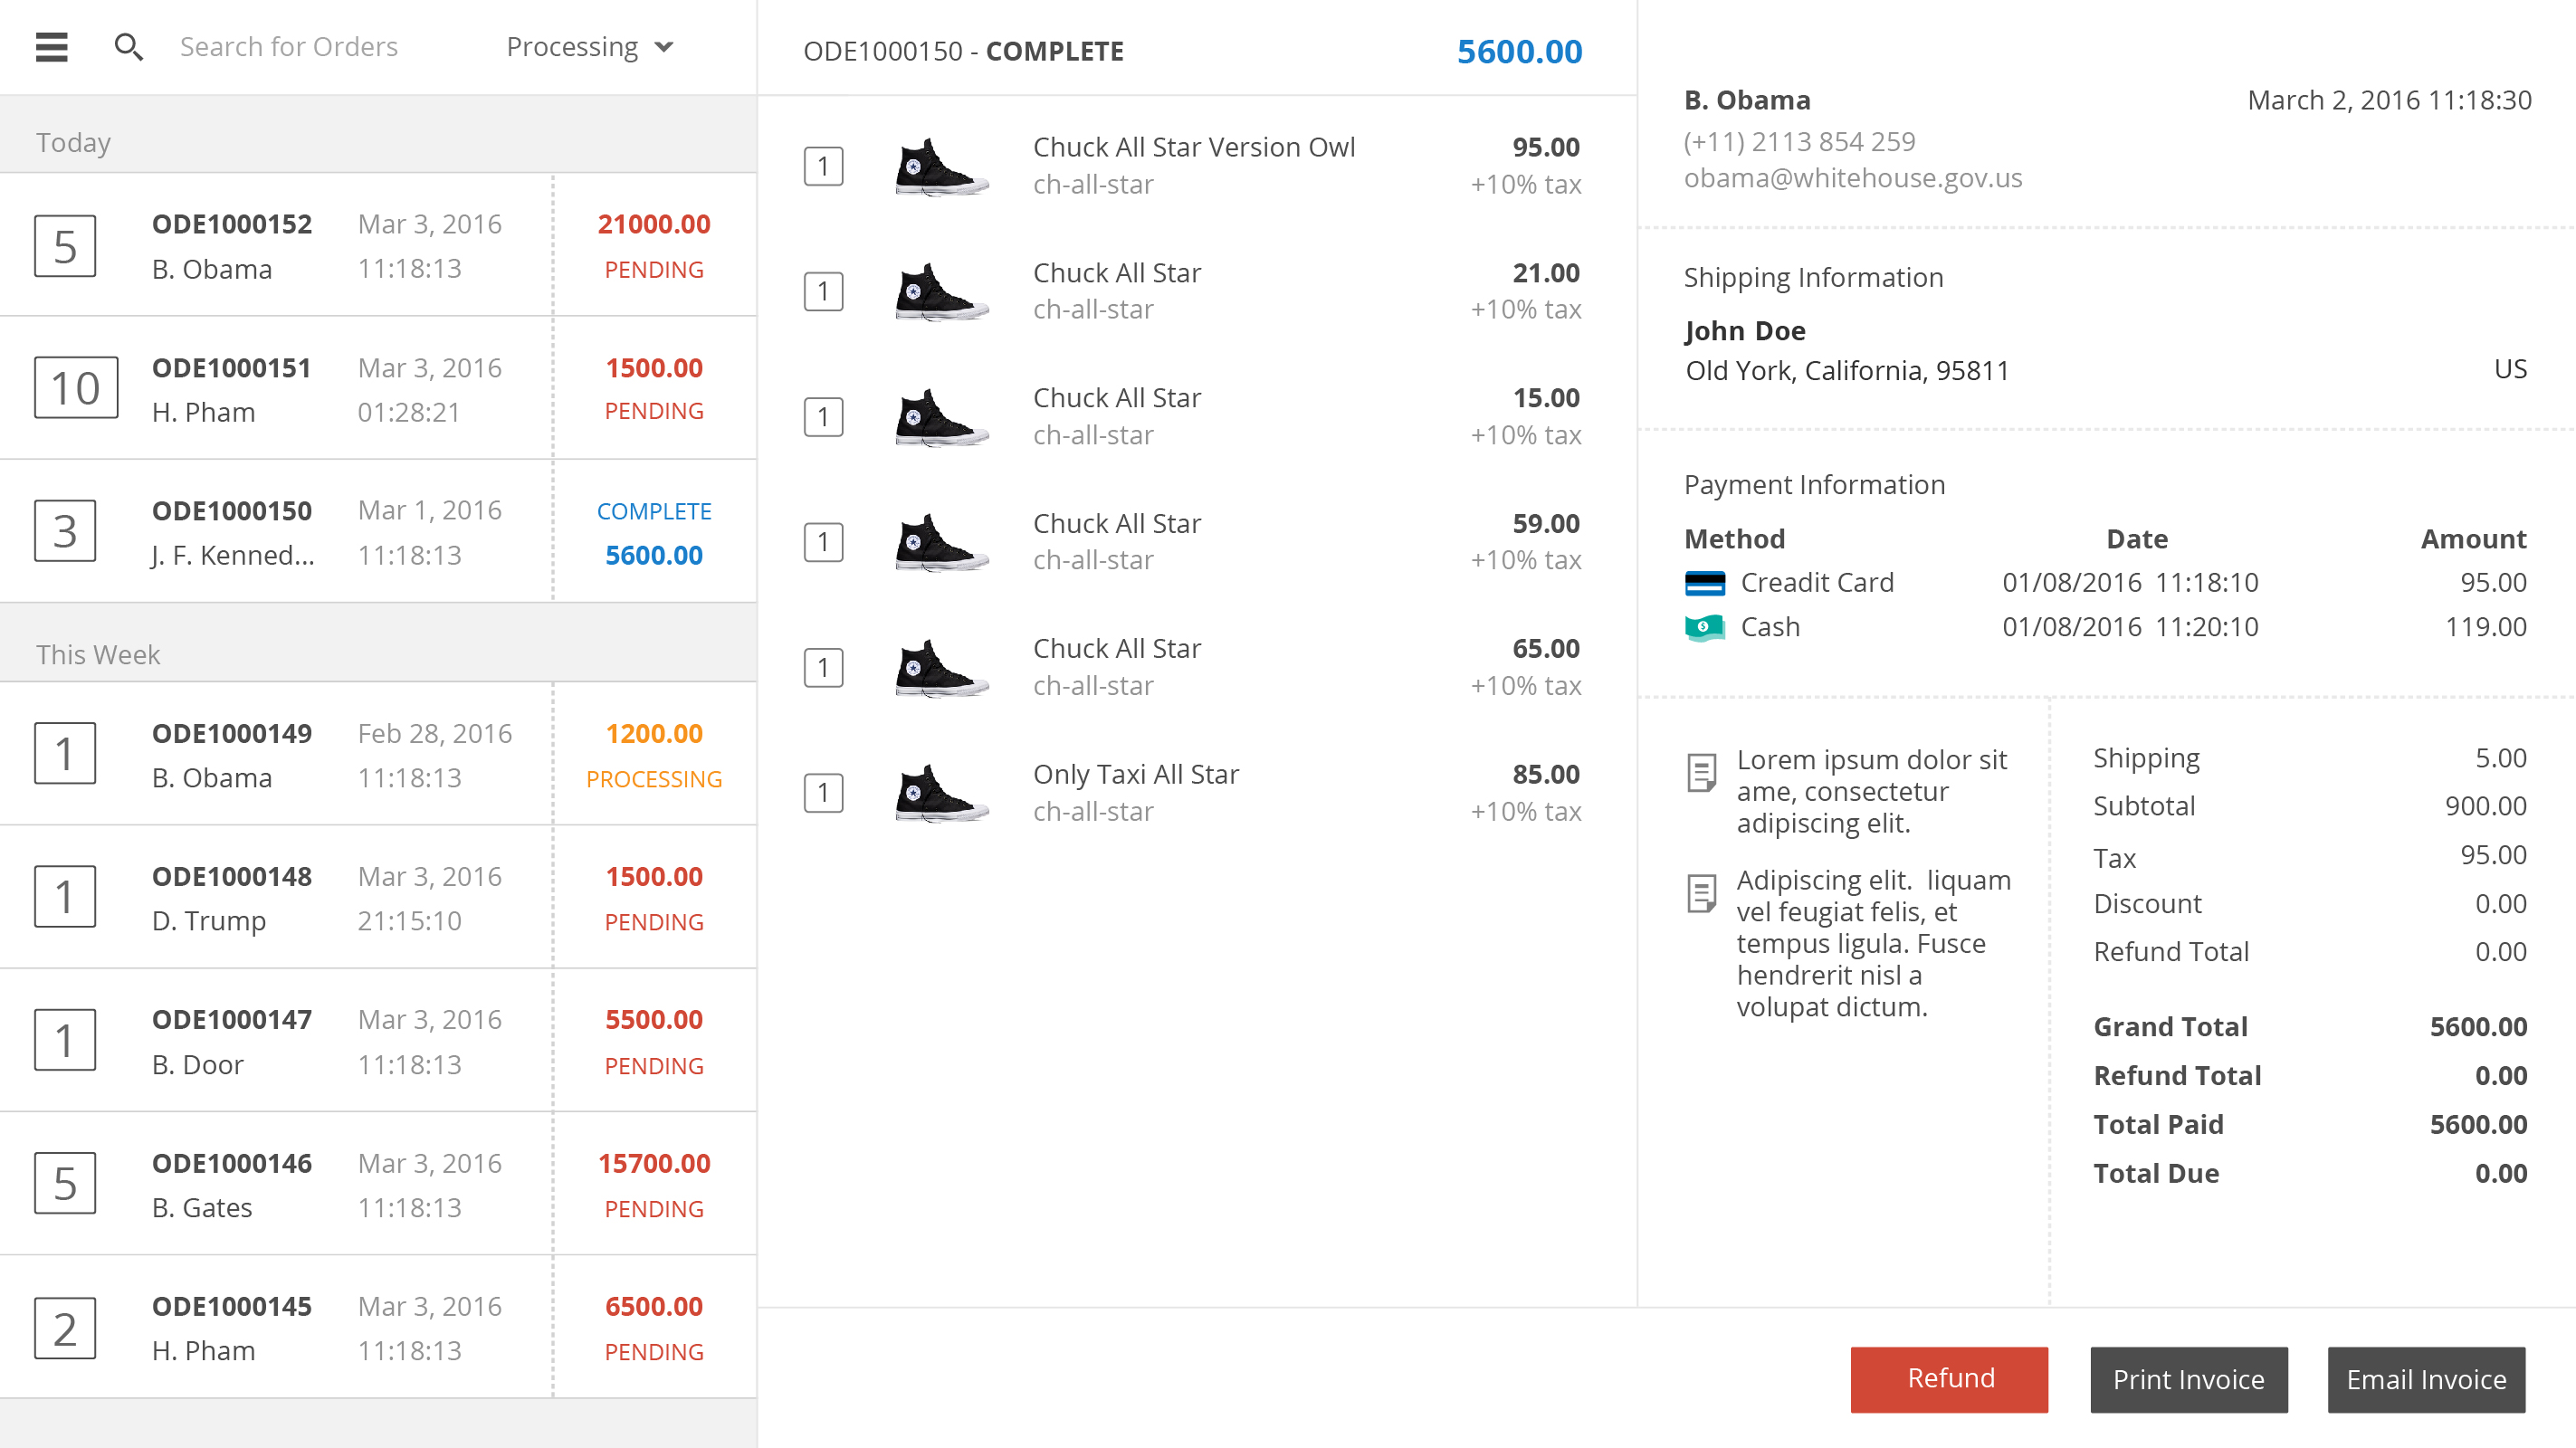 Search for Orders
Processing
Today
5
ODE1000152
Mar 3, 2016
21000.00
B. Obama
11:18:13
PENDING
10
ODE1000151
Mar 3, 2016
1500.00
H. Pham
01:28:21
PENDING
3
ODE1000150
Mar 1, 2016
COMPLETE
J. F. Kenned...
11:18:13
5600.00
This Week
1
ODE1000149
Feb 28, 2016
1200.00
B. Obama
11:18:13
PROCESSING
1
ODE1000148
Mar 3, 2016
1500.00
D. Trump
21:15:10
PENDING
1
ODE1000147
Mar 3, 2016
5500.00
B. Door
11:18:13
PENDING
5
ODE1000146
Mar 3, 2016
15700.00
B. Gates
11:18:13
PENDING
2
ODE1000145
Mar 3, 2016
6500.00
H. Pham
11:18:13
PENDING
ODE1000150 - COMPLETE
5600.00
1
Chuck All Star Version Owl
95.00
ch-all-star
+10% tax
1
Chuck All Star
21.00
ch-all-star
+10% tax
1
Chuck All Star
15.00
ch-all-star
+10% tax
1
Chuck All Star
59.00
ch-all-star
+10% tax
1
Chuck All Star
65.00
ch-all-star
+10% tax
1
Only Taxi All Star
85.00
ch-all-star
+10% tax
B. Obama
March 2, 2016 11:18:30
(+11) 2113 854 259
obama@whitehouse.gov.us
Shipping Information
John Doe
Old York, California, 95811
US
Payment Information
Method
Date
Amount
Creadit Card
01/08/2016 11:18:10
95.00
Cash
01/08/2016 11:20:10
119.00
Lorem ipsum dolor sit
ame, consectetur
adipiscing elit.
Adipiscing elit. liquam
vel feugiat felis, et
tempus ligula. Fusce
hendrerit nisl a
volupat dictum.
Shipping
5.00
Subtotal
900.00
Tax
95.00
Discount
0.00
Refund Total
0.00
Grand Total
5600.00
Refund Total
0.00
Total Paid
5600.00
Total Due
0.00
Refund
Print Invoice
Email Invoice